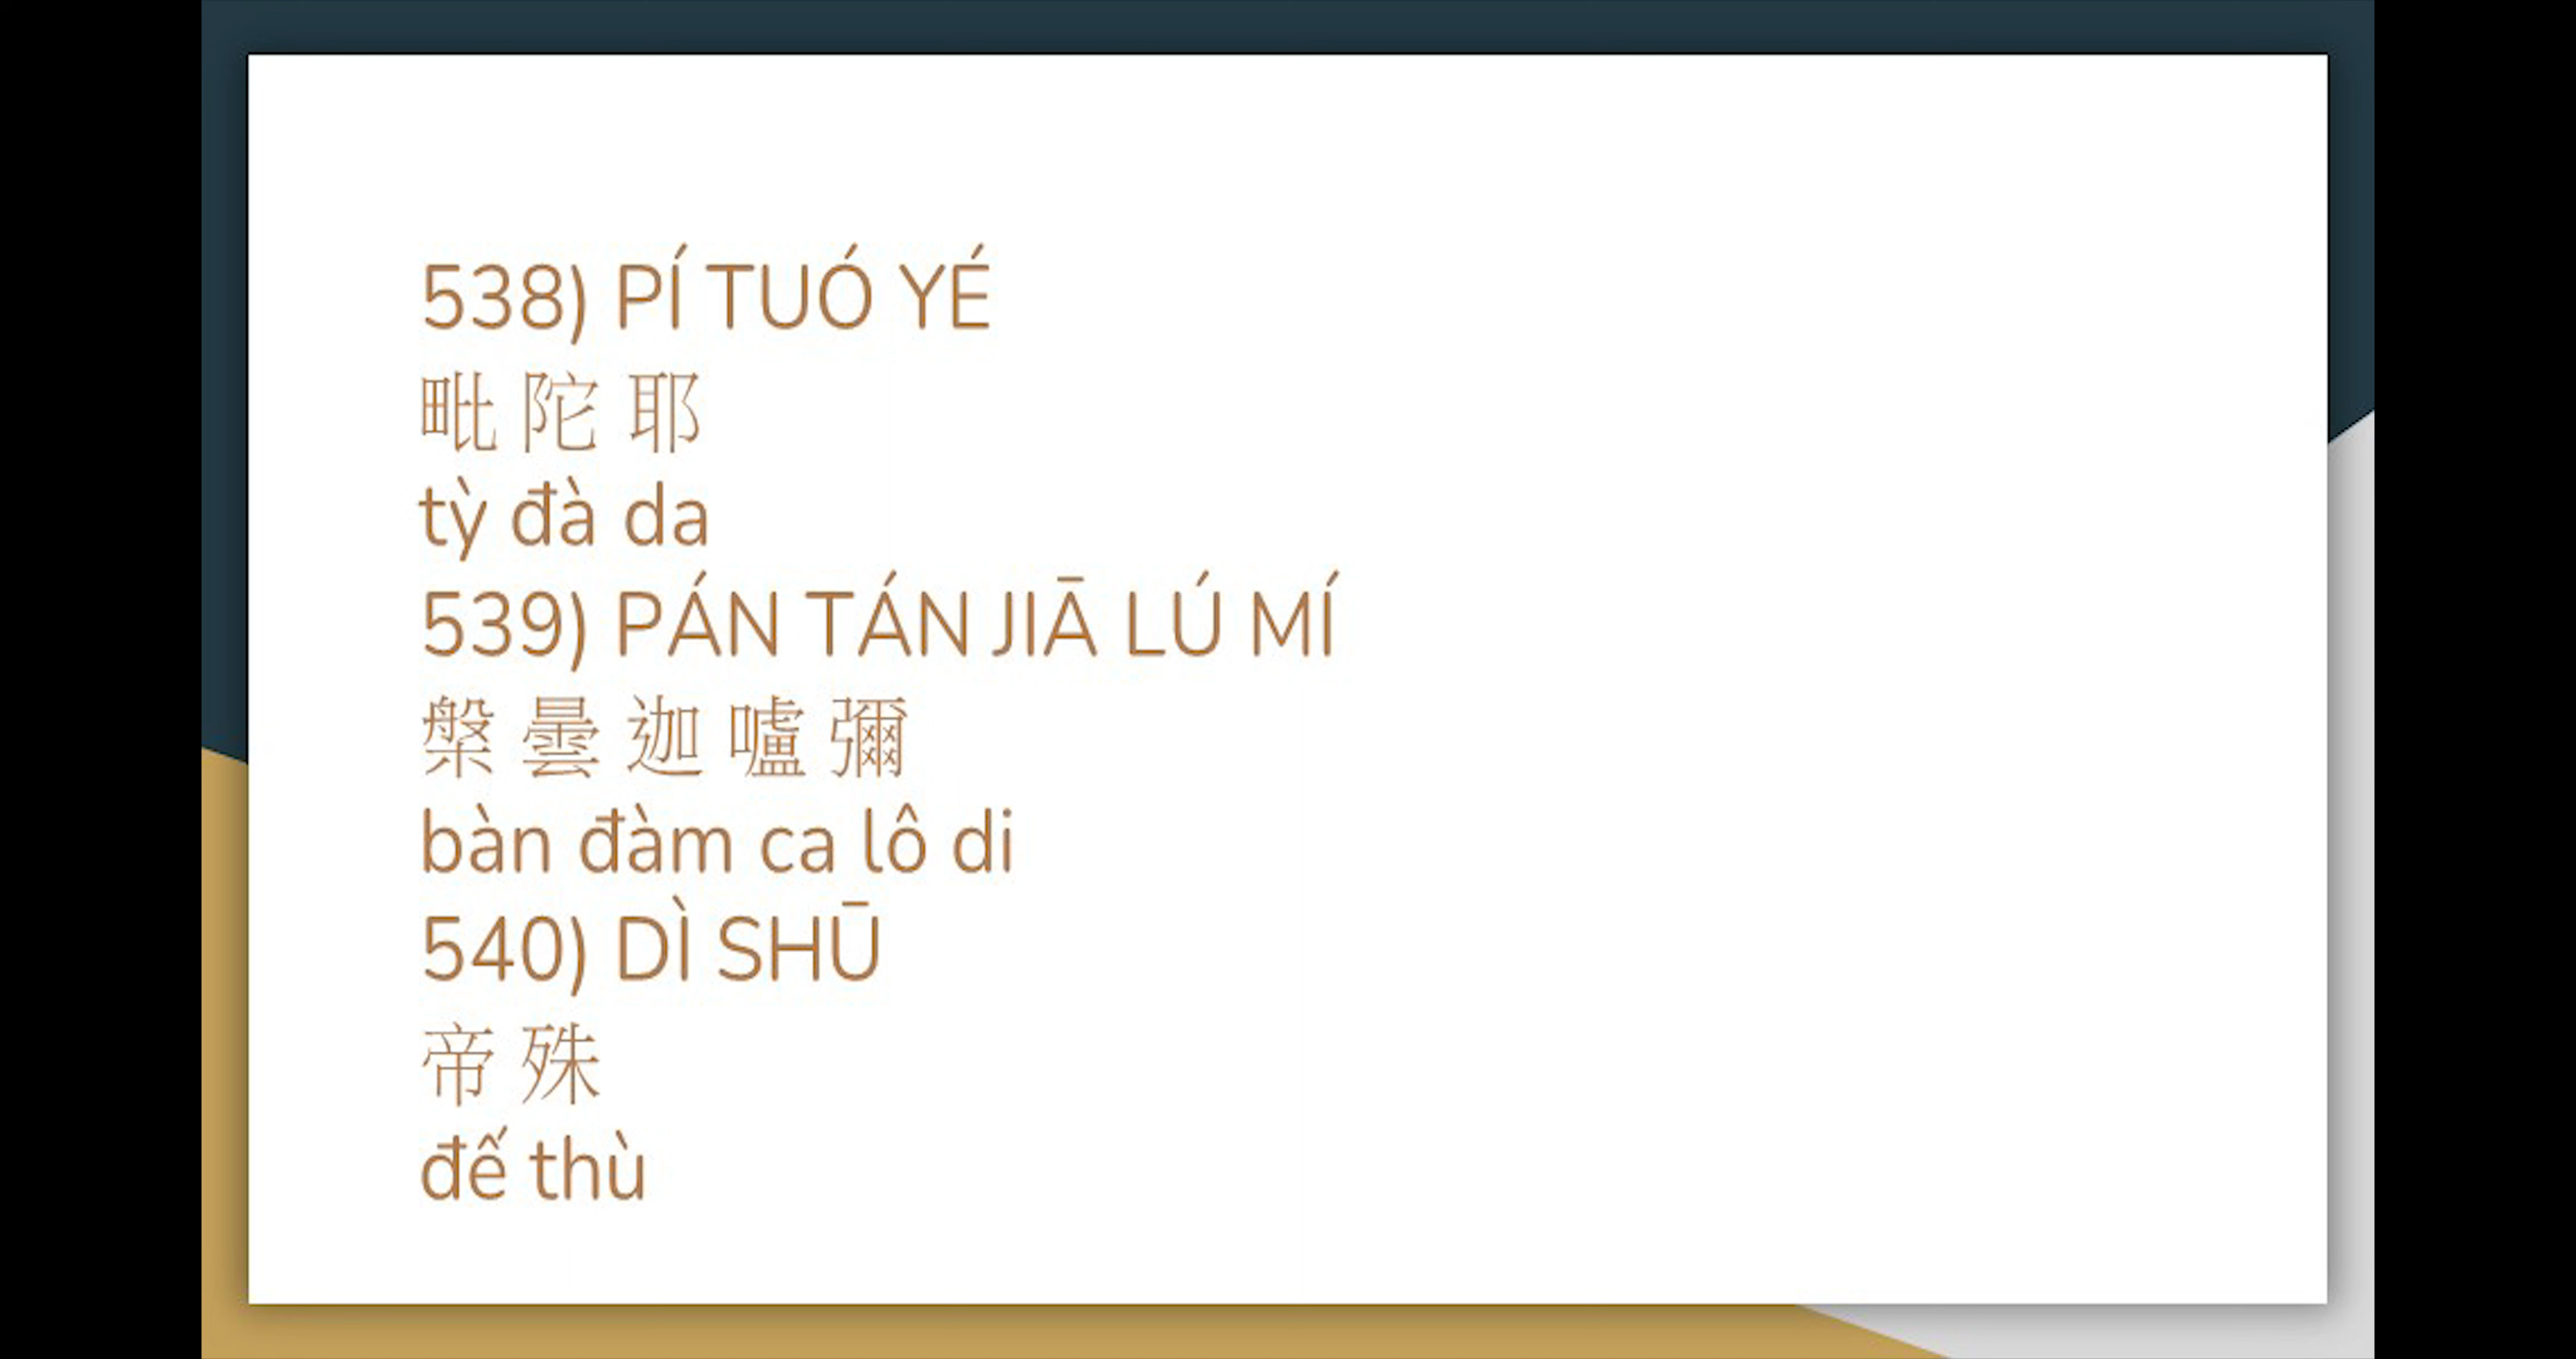 538) PÍ TUÓ YÉ
毗 陀 耶
tỳ đà da
539) PÁN TÁN JIĀ LÚ MÍ
槃 曇 迦 嚧 彌
bàn đàm ca lô di
540) DÌ SHŪ
帝 殊
đế thù